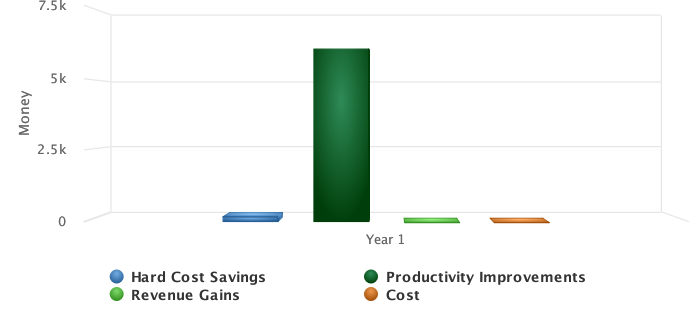 7.5k
5k
2.5k
0
Money
Year 1
Hard Cost Savings
Productivity Improvements
Revenue Gains
Cost